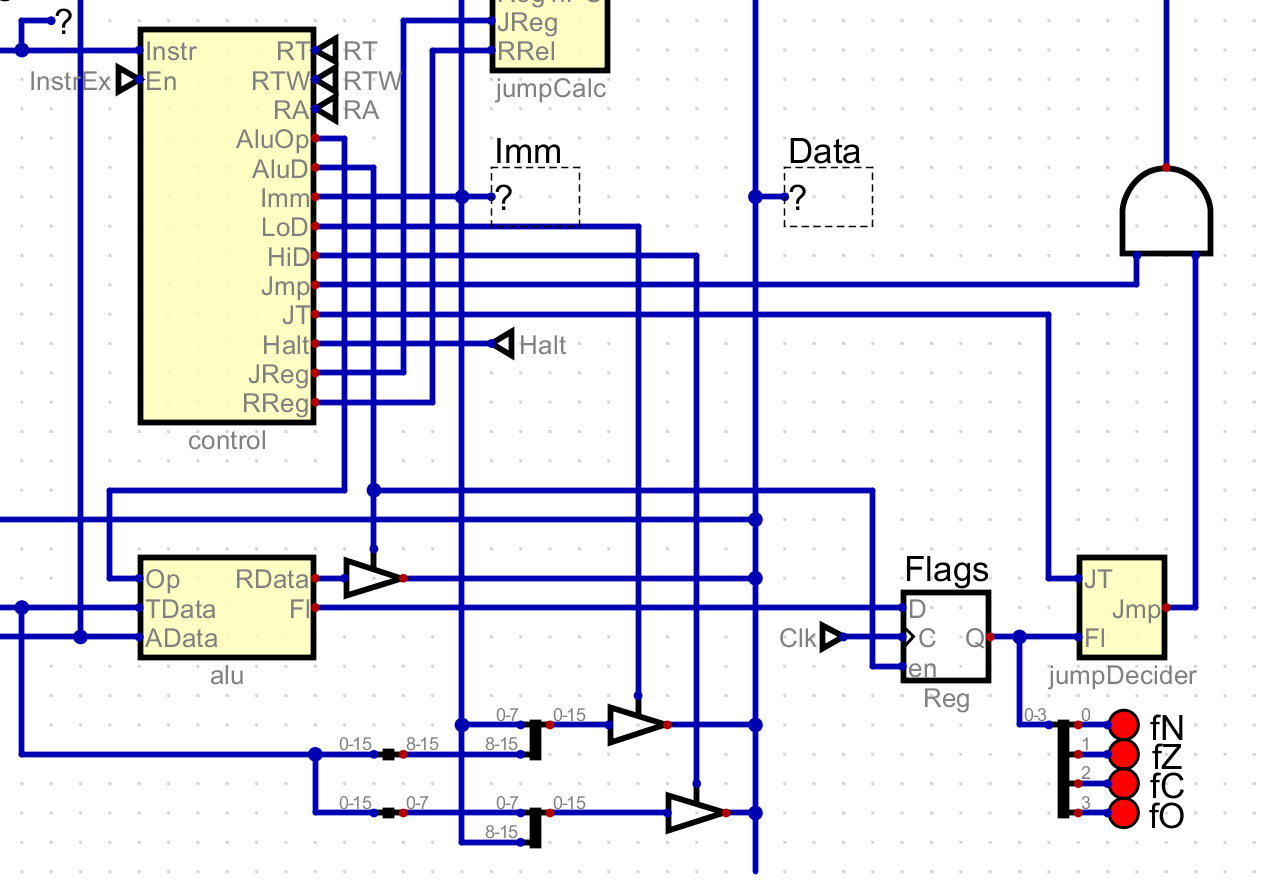 ?
JReg
RRel
jumpCalc
Instr
En
InstrEx
RT
RTW
RA
AluOp
AluD
Imm
LoD
HiD
Jmp
JT
Halt
JReg
RReg
control
RT
RTW
RA
Imm
?
Data
?
Halt
Op
TData
AData
RData
Fl
alu
Flags
D
C
en
Q
Reg
Clk
JT
Fl
Jmp
jumpDecider
0-7
0-15
0-15
8-15
8-15
0-15
0-7
0-7
0-15
8-15
0-3
0
fN
1
fZ
2
fC
3
fO